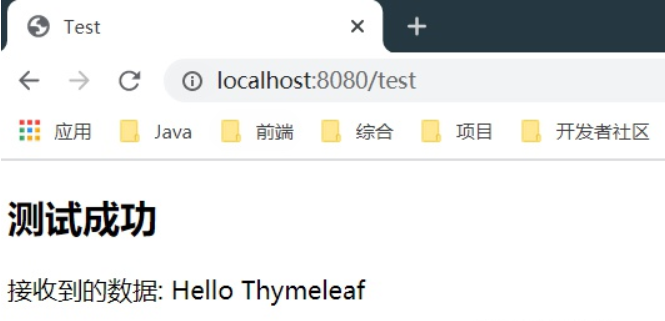 Test
localhost:8080/test
应用 Java 前端 综合 项目 开发者社区
测试成功
接收到的数据: Hello Thymeleaf